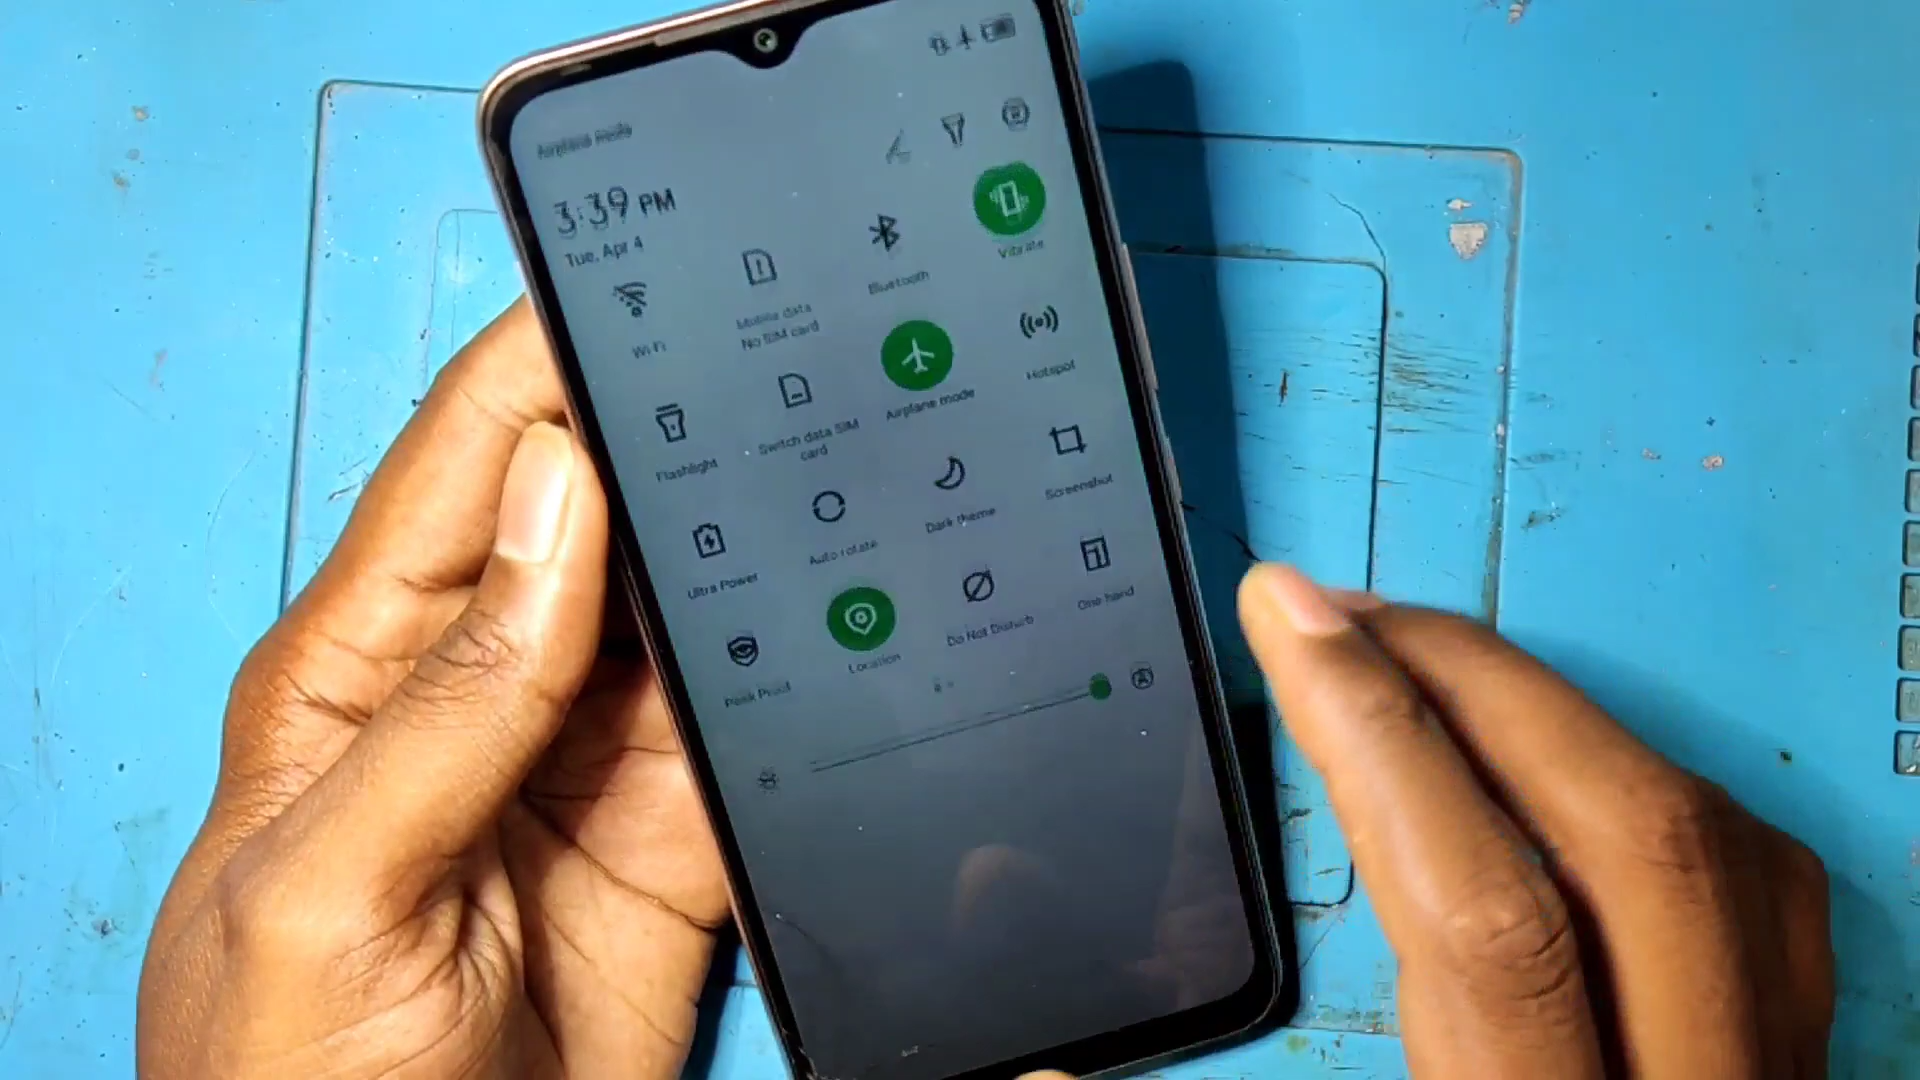 Airplane mode
3:39 PM
Tue, Apr 4
Wi-Fi
Mobile data
No SIM card
Bluetooth
Vibrate
Flashlight
Switch data SIM
card
Airplane mode
Hotspot
Ultra Power
Auto rotate
Dark theme
Screenshot
Peek Proof
Location
Do Not Disturb
One hand